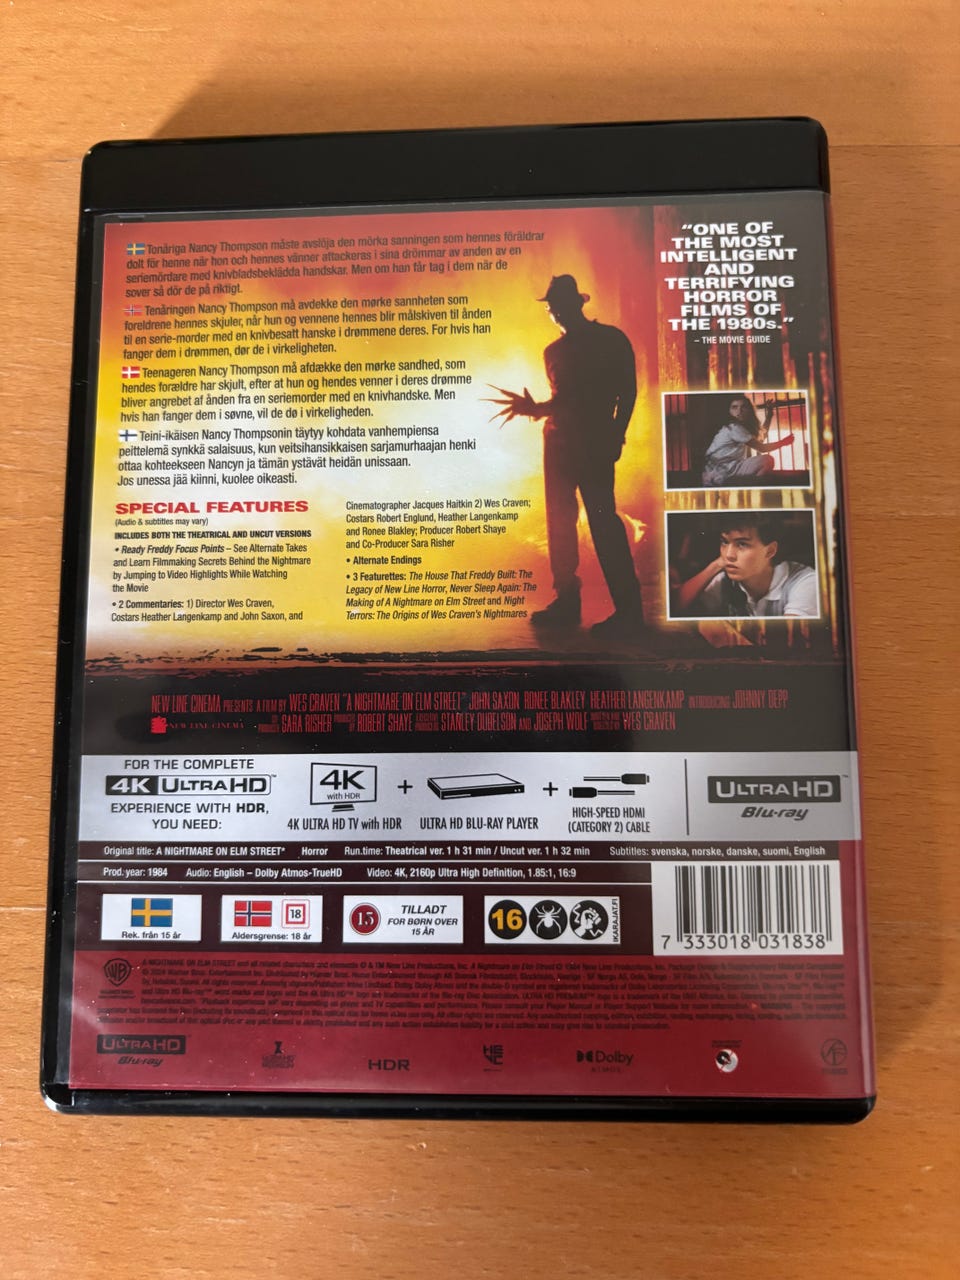 Tonåriga Nancy Thompson måste avslöja den mörka sanningen som hennes föräldrar
dolt för henne när hon och hennes vänner attackeras i sina drömmar av anden av en
seriemördare med knivbladsbeklädda handskar. Men om han får tag i dem när de
sover så dör de på riktigt.
Tenåringen Nancy Thompson må avdekke den mørke sannheten som
foreldrene hennes skjuler, når hun og vennene hennes blir målskiven til ånden
til en serie-morder med en knivbesatt hanske i drømmene deres. For hvis han
fanger dem i drømmen, dør de i virkeligheten.
Teenageren Nancy Thompson må afdække den mørke sandhed, som
hendes forældre har skjult, efter at hun og hendes venner i deres drømme
bliver angrebet af ånden fra en seriemorder med en knivhandske. Men
hvis han fanger dem i søvne, vil de dø i virkeligheden.
Teini-ikäisen Nancy Thompsonin täytyy kohdata vanhempiensa
peittelemä synkkä salaisuus, kun veitsihansikkaisen sarjamurhaajan henki
ottaa kohteekseen Nancyn ja tämän ystävät heidän unissaan.
Jos unessa jää kiinni, kuolee oikeasti.
"ONE OF
THE MOST
INTELLIGENT
AND
TERRIFYING
HORROR
FILMS OF
THE 1980s."
– THE MOVIE GUIDE
SPECIAL FEATURES
(Audio & subtitles may vary)
INCLUDES BOTH THE THEATRICAL AND UNCUT VERSIONS
• Ready Freddy Focus Points – See Alternate Takes
and Learn Filmmaking Secrets Behind the Nightmare
by Jumping to Video Highlights While Watching
the Movie
• 2 Commentaries: 1) Director Wes Craven,
Costars Heather Langenkamp and John Saxon, and
Cinematographer Jacques Haitkin 2) Wes Craven;
Costars Robert Englund, Heather Langenkamp
and Ronee Blakley; Producer Robert Shaye
and Co-Producer Sara Risher
• Alternate Endings
• 3 Featurettes: The House That Freddy Built: The
Legacy of New Line Horror, Never Sleep Again: The
Making of A Nightmare on Elm Street and Night
Terrors: The Origins of Wes Craven's Nightmares
NEW LINE CINEMA PRESENTS A FILM BY WES CRAVEN "A NIGHTMARE ON ELM STREET" JOHN SAXON RONEE BLAKLEY HEATHER LANGENKAMP INTRODUCING JOHNNY DEPP
NEW LINE CINEMA SARA RISHER ROBERT SHAYE STANLEY DUDELSON AND JOSEPH WOLF WES CRAVEN
FOR THE COMPLETE
4K ULTRA HD™
EXPERIENCE WITH HDR,
YOU NEED:
4K
with HDR
4K ULTRA HD TV with HDR
+
ULTRA HD BLU-RAY PLAYER
+
HIGH-SPEED HDMI
(CATEGORY 2) CABLE
ULTRA HD™
Blu-ray
Original title: A NIGHTMARE ON ELM STREET* Horror Run.time: Theatrical ver. 1 h 31 min / Uncut ver. 1 h 32 min Subtitles: svenska, norske, danske, suomi, English
Prod. year: 1984 Audio: English – Dolby Atmos-TrueHD Video: 4K, 2160p Ultra High Definition, 1.85:1, 16:9
Rek. från 15 år
18
Aldersgrense: 18 år
15
TILLADT
FOR BØRN OVER
15 ÅR
16
IKARAJAT.FI
7 333018 031838
WB
ULTRA HD
Blu-ray
HDR
Dolby
ATMOS